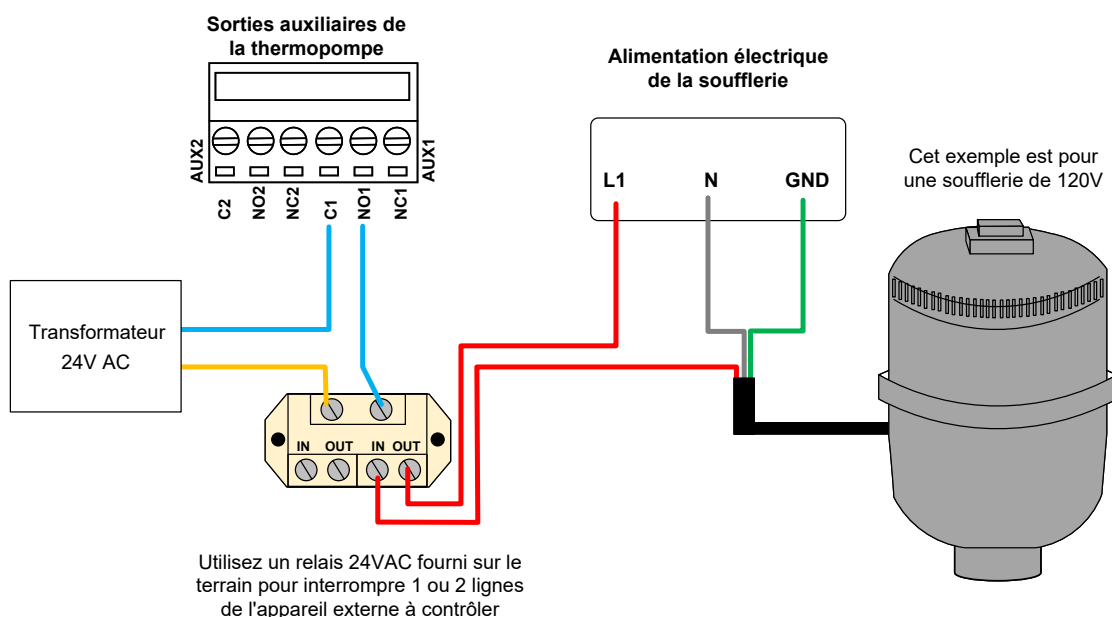 Sorties auxiliaires de
la thermopompe
AUX2
AUX1
C2
NO2
NC2
C1
NO1
NC1
Alimentation électrique
de la soufflerie
L1 N GND
Cet exemple est pour
une soufflerie de 120V
Transformateur
24V AC
IN OUT IN OUT
Utilisez un relais 24VAC fourni sur le
terrain pour interrompre 1 ou 2 lignes
de l'appareil externe à contrôler